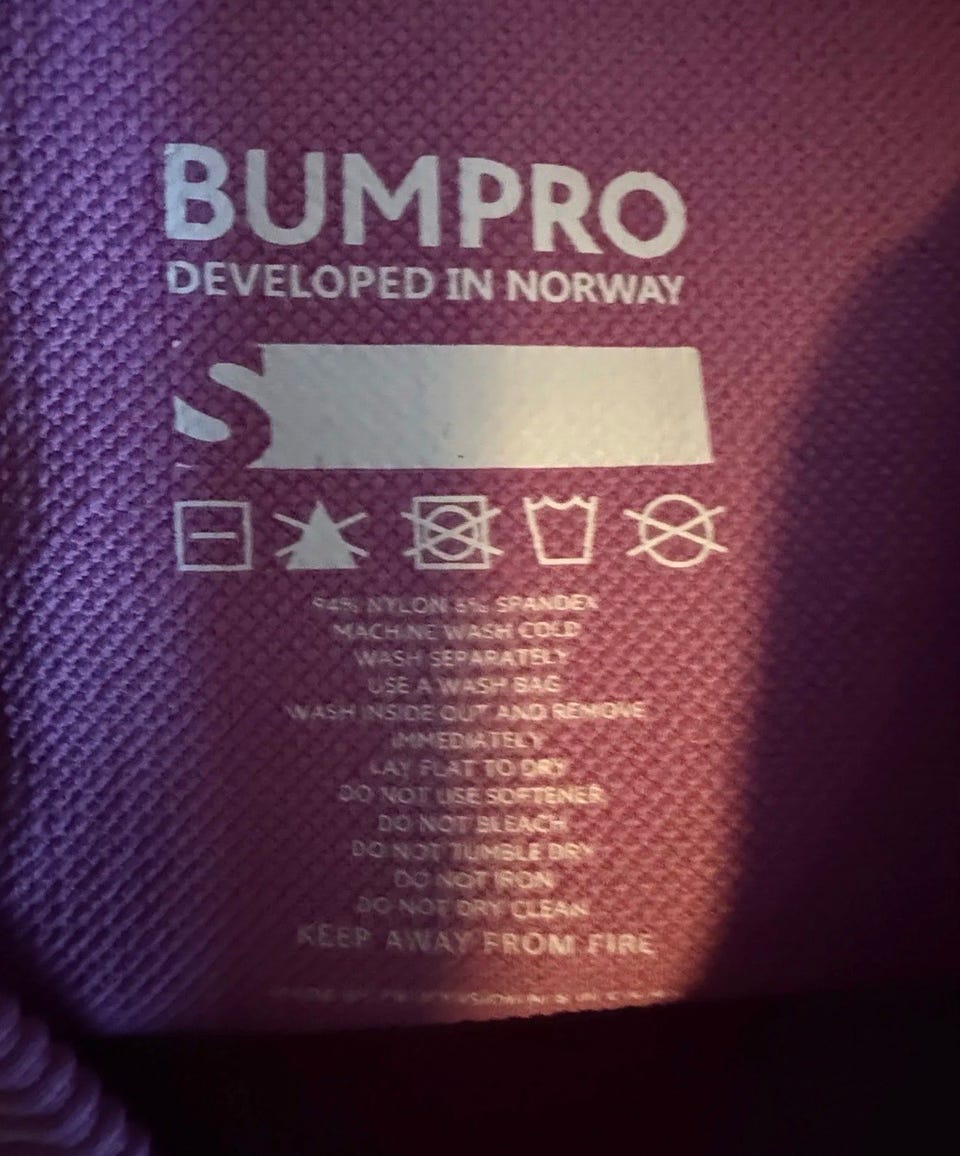 BUMPRO
DEVELOPED IN NORWAY
S
94% NYLON 6% SPANDEX
MACHINE WASH COLD
WASH SEPARATELY
USE A WASH BAG
WASH INSIDE OUT AND REMOVE
IMMEDIATELY
LAY FLAT TO DRY
DO NOT USE SOFTENER
DO NOT BLEACH
DO NOT TUMBLE DRY
DO NOT IRON
DO NOT DRY CLEAN
KEEP AWAY FROM FIRE